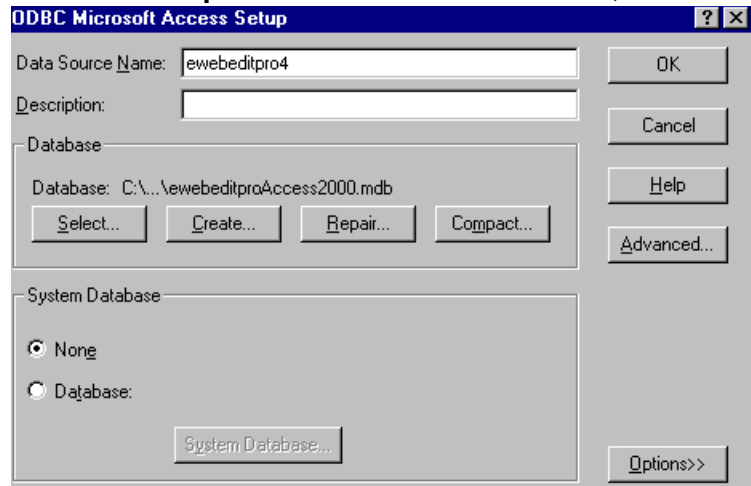 ODBC Microsoft Access Setup ? X
Data Source Name: ewebeditpro4 OK
Description: Cancel
Database
Database: C:\...\ewebeditproAccess2000.mdb Help
Select... Create... Repair... Compact... Advanced...
System Database
None
Database:
System Database...
Options>>